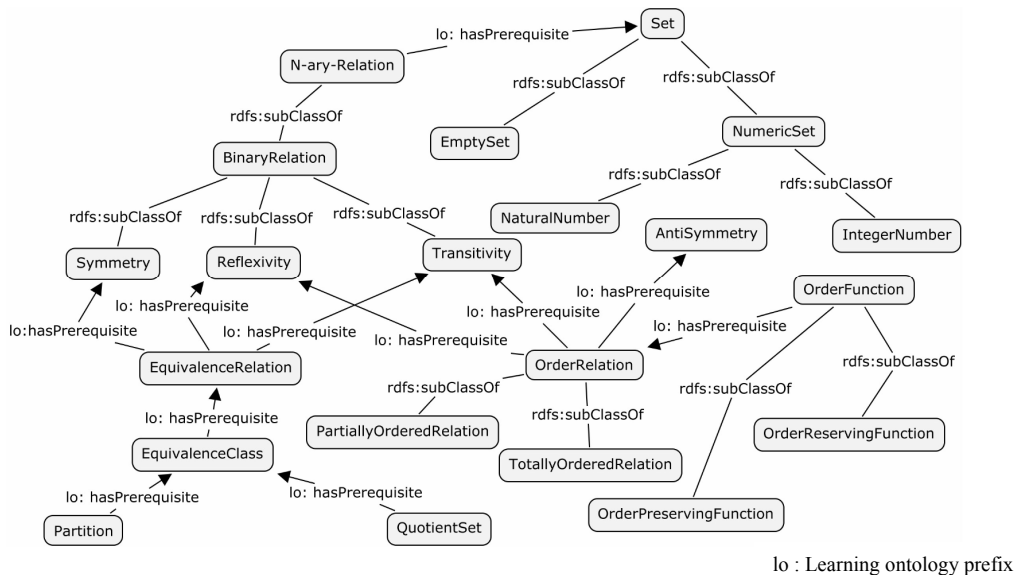 Set
lo: hasPrerequisite
N-ary-Relation
rdfs:subClassOf
rdfs:subClassOf
rdfs:subClassOf
EmptySet
NumericSet
BinaryRelation
rdfs:subClassOf
rdfs:subClassOf
rdfs:subClassOf
rdfs:subClassOf
rdfs:subClassOf
NaturalNumber
AntiSymmetry
IntegerNumber
Symmetry
Reflexivity
Transitivity
lo: hasPrerequisite
OrderFunction
lo: hasPrerequisite
lo: hasPrerequisite
lo:hasPrerequisite
lo: hasPrerequisite
lo: hasPrerequisite
lo: hasPrerequisite
EquivalenceRelation
OrderRelation
rdfs:subClassOf
rdfs:subClassOf
rdfs:subClassOf
lo: hasPrerequisite
rdfs:subClassOf
PartiallyOrderedRelation
OrderReservingFunction
EquivalenceClass
TotallyOrderedRelation
lo: hasPrerequisite
lo: hasPrerequisite
Partition
QuotientSet
OrderPreservingFunction
lo : Learning ontology prefix